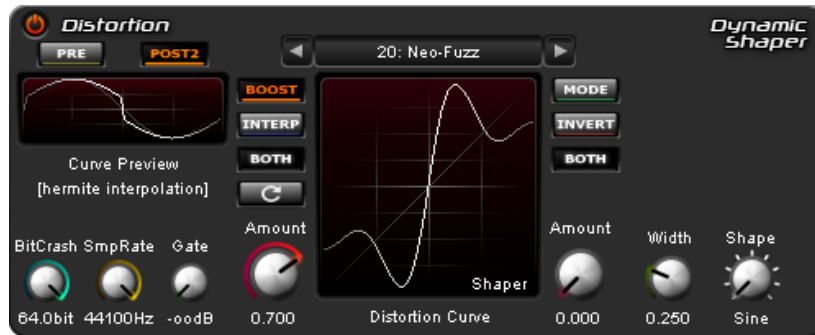 Distortion
Dynamic
Shaper
PRE
POST2
20: Neo-Fuzz
BOOST
INTERP
BOTH
MODE
INVERT
BOTH
Curve Preview
[hermite interpolation]
BitCrash SmpRate Gate
64.0bit 44100Hz -oodB
Amount
0.700
Shaper
Distortion Curve
Amount
0.000
Width
0.250
Shape
Sine